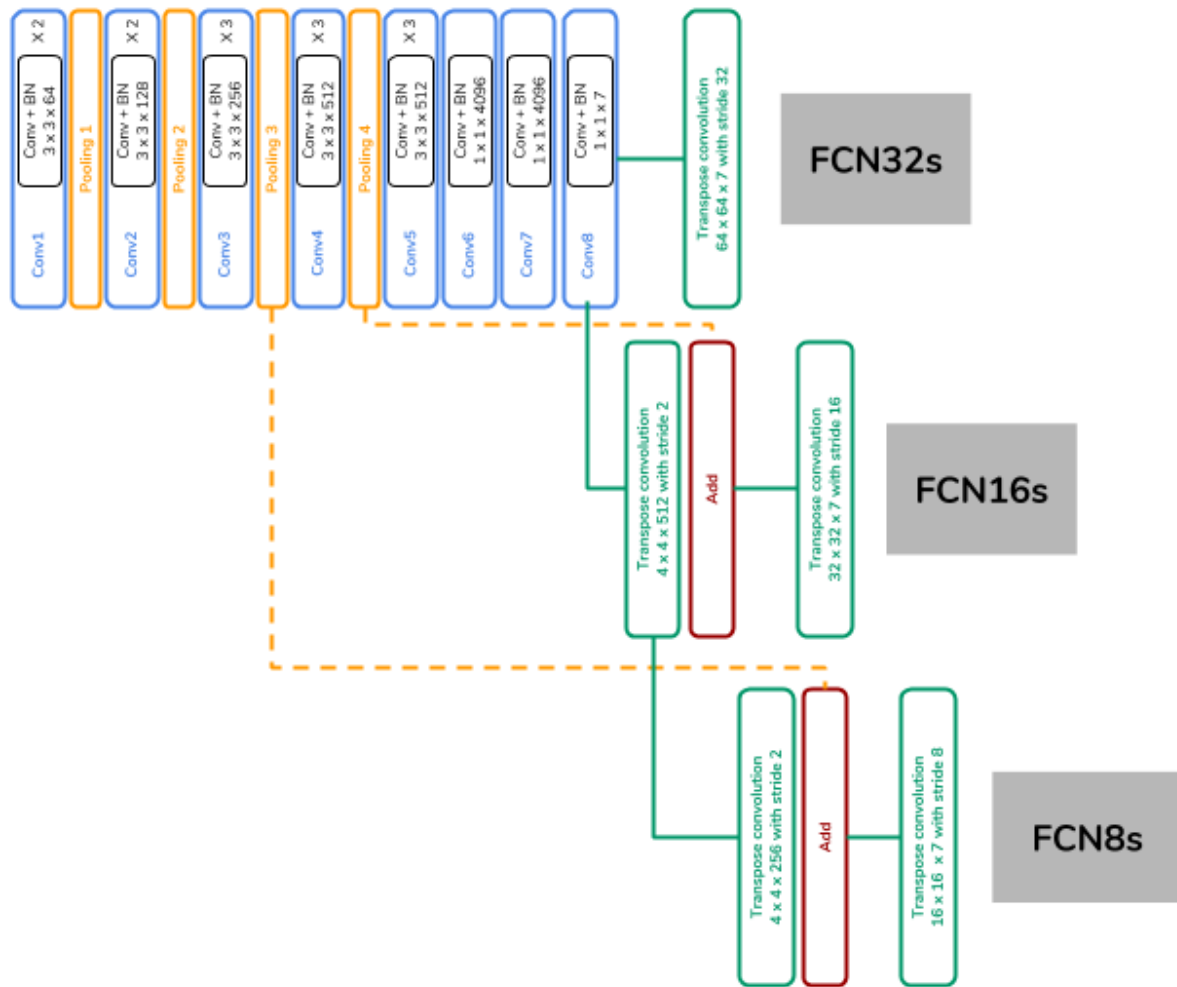 Conv1
Conv + BN
3 x 3 x 64
X 2
Pooling 1
Conv2
Conv + BN
3 x 3 x 128
X 2
Pooling 2
Conv3
Conv + BN
3 x 3 x 256
X 3
Pooling 3
Conv4
Conv + BN
3 x 3 x 512
X 3
Pooling 4
Conv5
Conv + BN
3 x 3 x 512
X 3
Conv6
Conv + BN
1 x 1 x 4096
Conv7
Conv + BN
1 x 1 x 4096
Conv8
Conv + BN
1 x 1 x 7
Transpose convolution
64 x 64 x 7 with stride 32
FCN32s
Transpose convolution
4 x 4 x 512 with stride 2
Add
Transpose convolution
32 x 32 x 7 with stride 16
FCN16s
Transpose convolution
4 x 4 x 256 with stride 2
Add
Transpose convolution
16 x 16 x 7 with stride 8
FCN8s